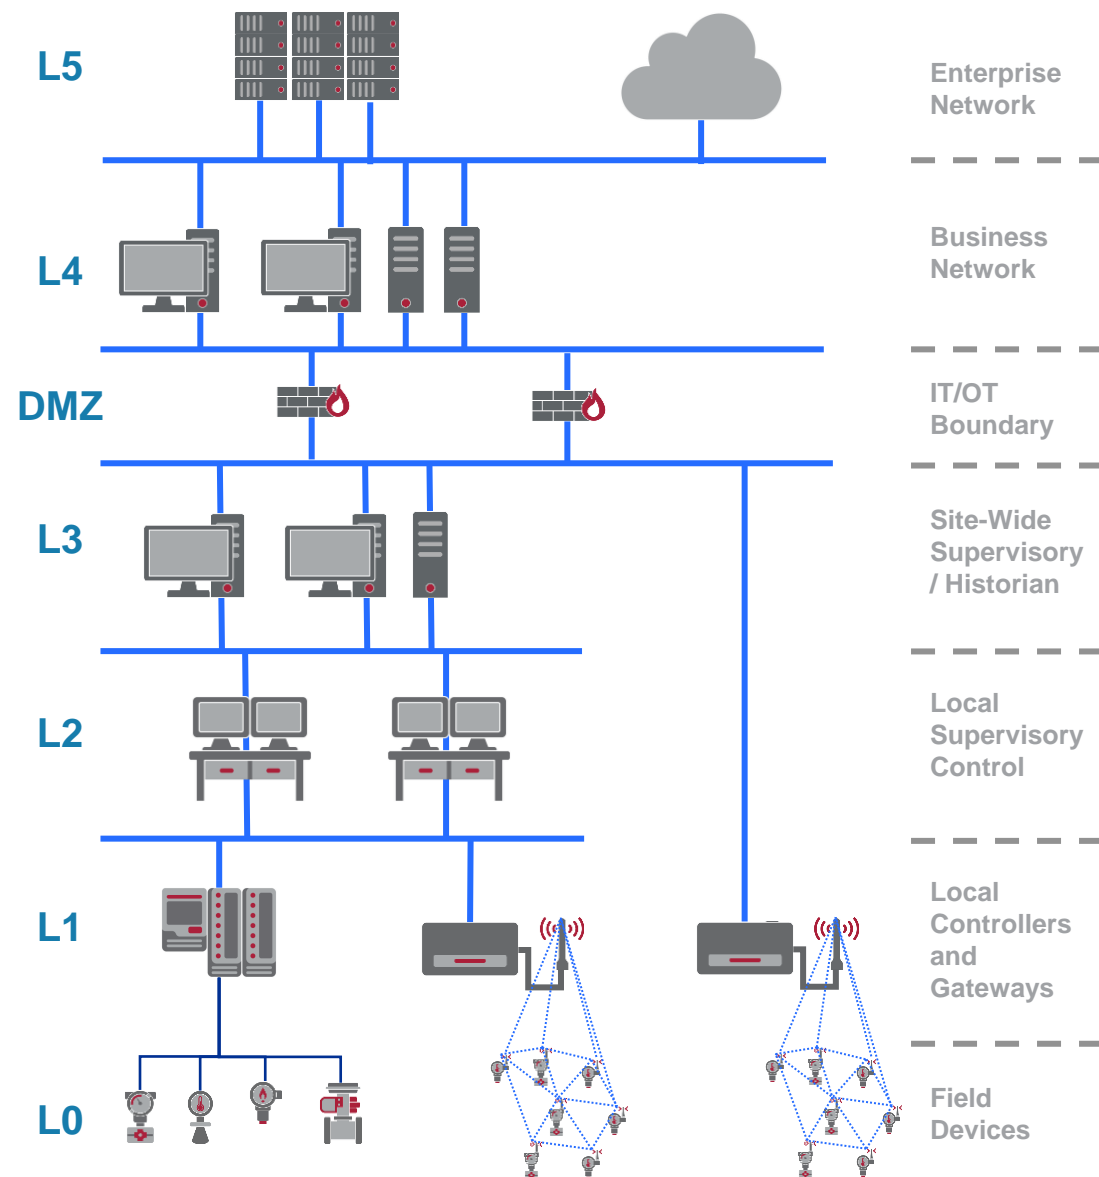 L5
Enterprise
Network
L4
Business
Network
DMZ
IT/OT
Boundary
L3
Site-Wide
Supervisory
/ Historian
L2
Local
Supervisory
Control
L1
Local
Controllers
and
Gateways
L0
Field
Devices